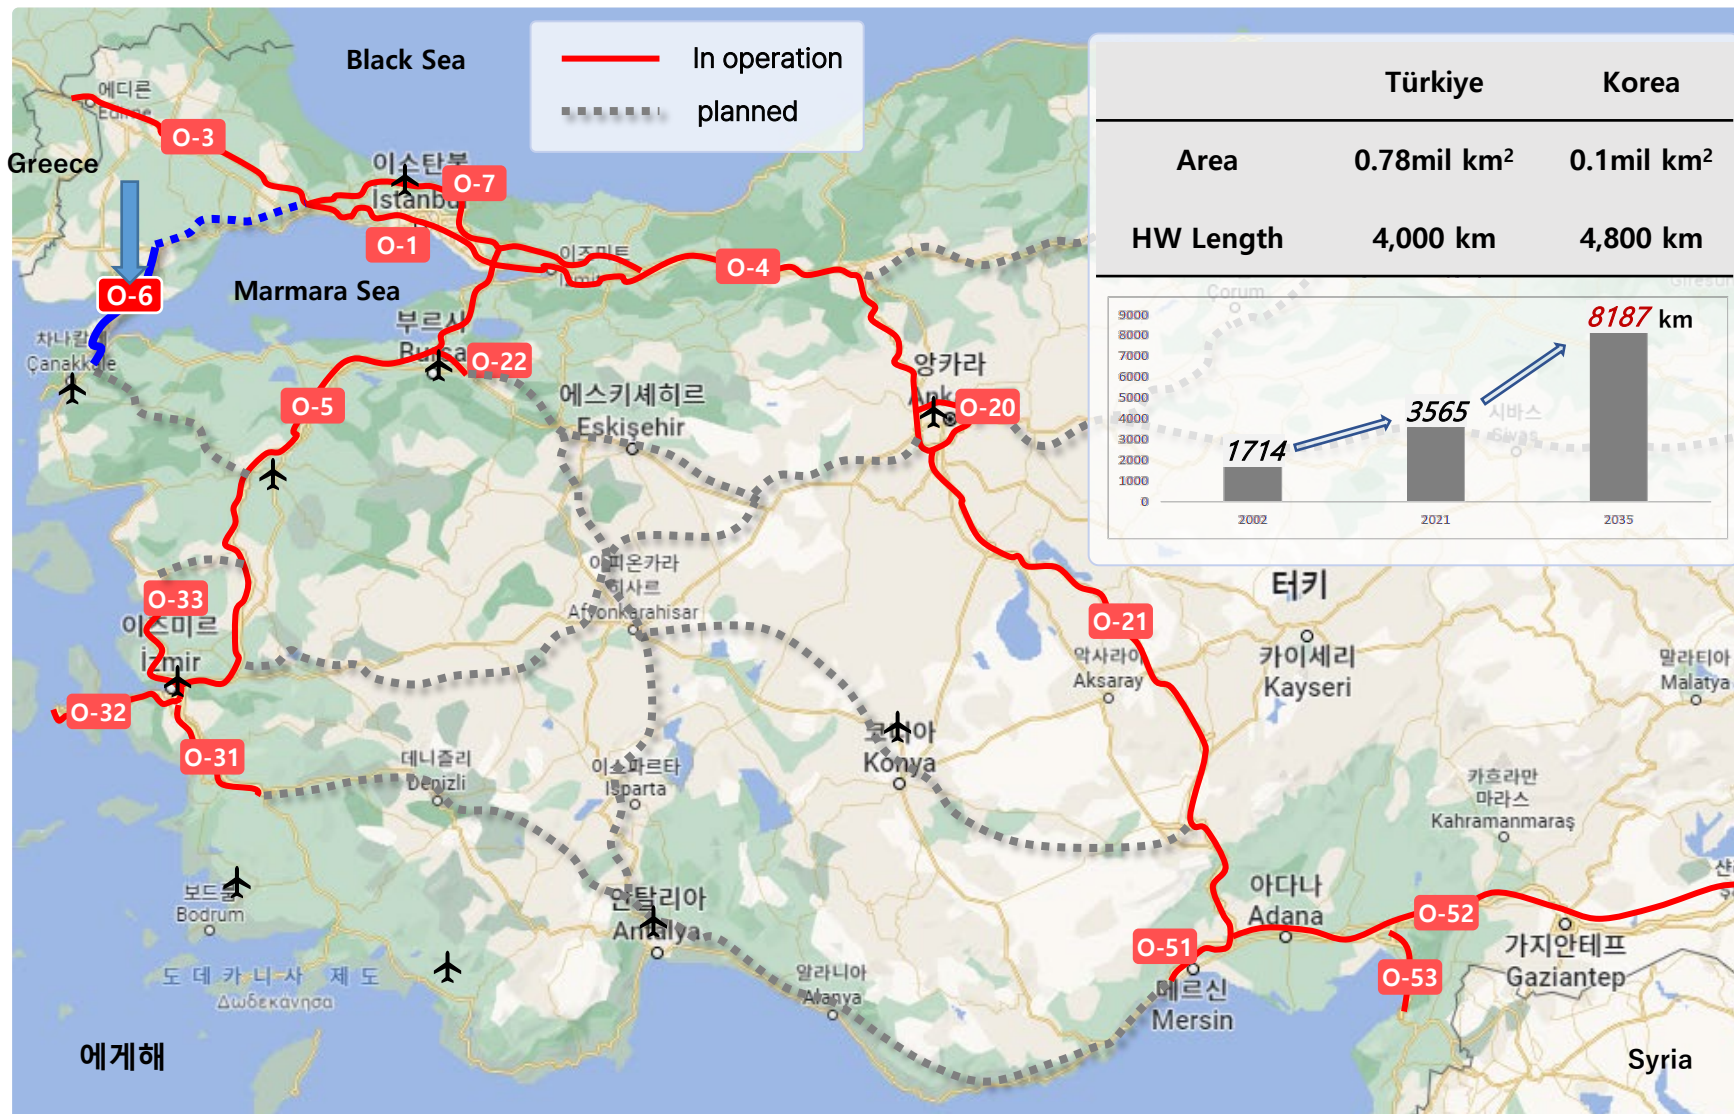 Black Sea
In operation
planned
Türkiye
Korea
Area
0.78mil km²
0.1mil km²
HW Length
4,000 km
4,800 km
9000
8000
7000
6000
5000
4000
3000
2000
1000
0
1714
3565
8187 km
2002
2021
2035
에디른
Edirne
O-3
Greece
이스탄불
Istanbul
O-7
O-1
이즈미트
O-4
O-6
Marmara Sea
차나칼레
Çanakkale
부르사
Bursa
O-22
O-5
에스키셰히르
Eskişehir
앙카라
O-20
Çorum
Giresun
시바스
Sivas
아피온카라
히사르
Afyonkarahisar
O-33
이즈미르
İzmir
O-32
O-31
O-21
터키
악사라이
Aksaray
카이세리
Kayseri
말라티아
Malatya
데니즐리
Denizli
이스파르타
Isparta
코니아
Konya
카흐라만
마라스
Kahramanmaraş
보드룸
Bodrum
안탈리아
Antalya
아다나
Adana
O-52
O-51
O-53
가지안테프
Gaziantep
메르신
Mersin
알라니아
Alanya
도데카니사 제도
Δωδεκάνησα
에게해
Syria